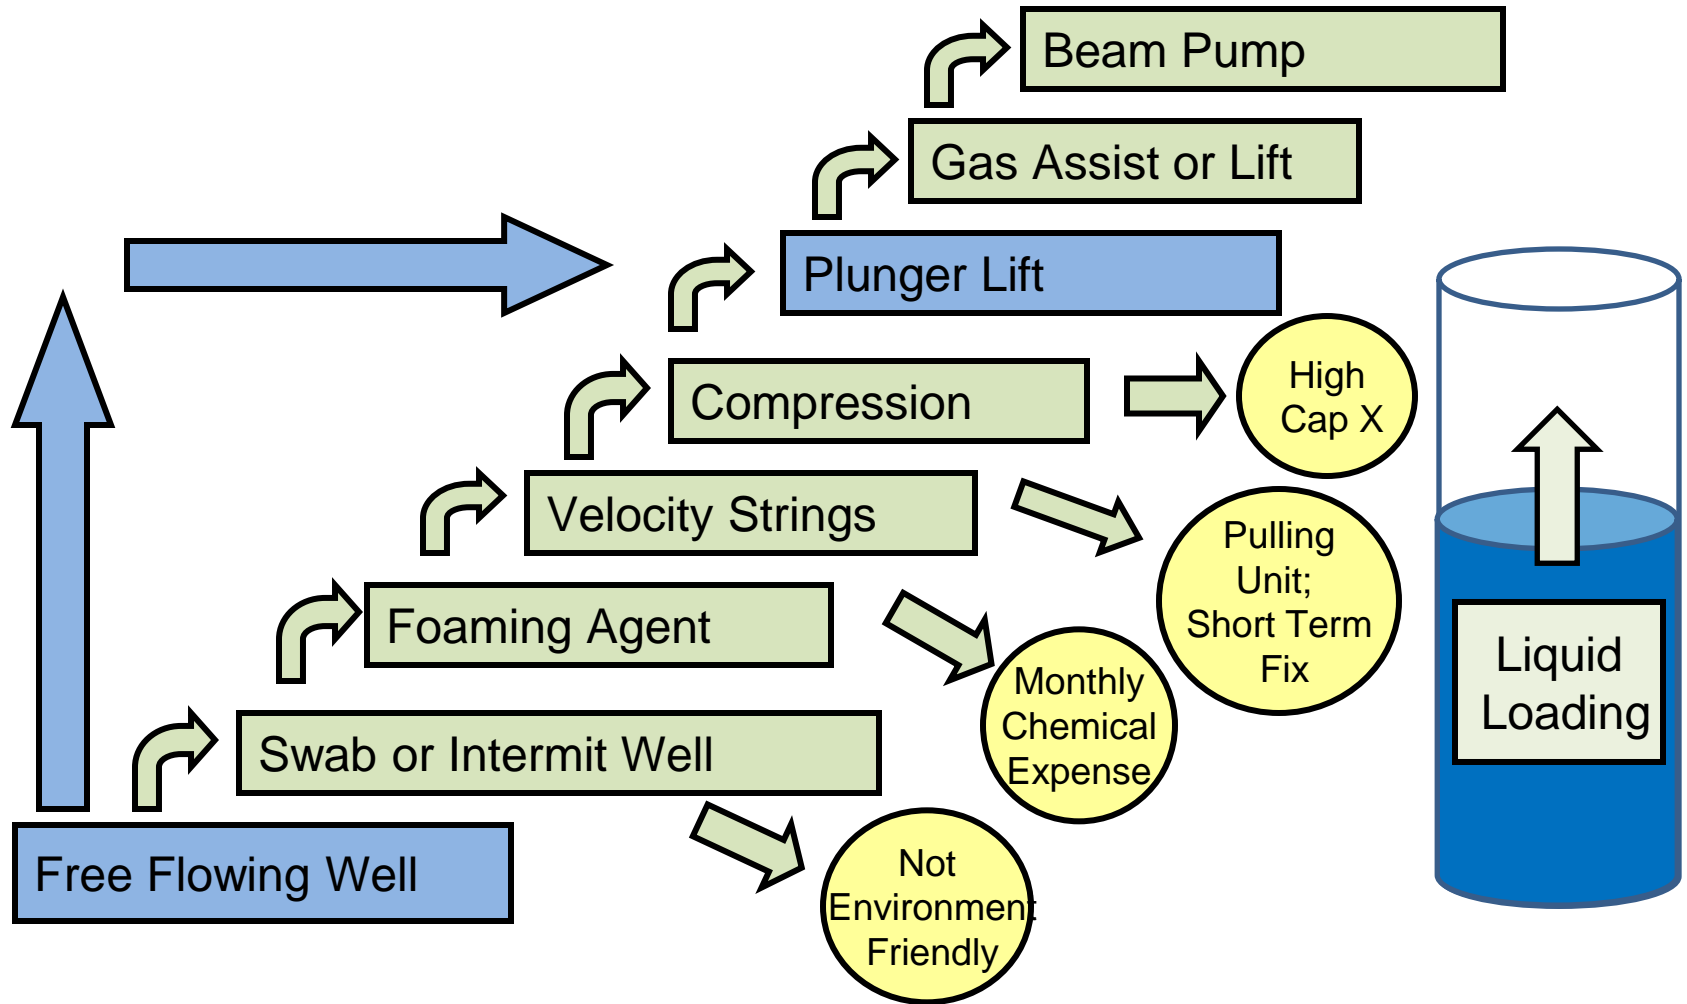 Beam Pump
Gas Assist or Lift
Plunger Lift
Compression
High
Cap X
Velocity Strings
Pulling
Unit;
Short Term
Fix
Foaming Agent
Monthly
Chemical
Expense
Liquid
Loading
Swab or Intermit Well
Free Flowing Well
Not
Environment
Friendly